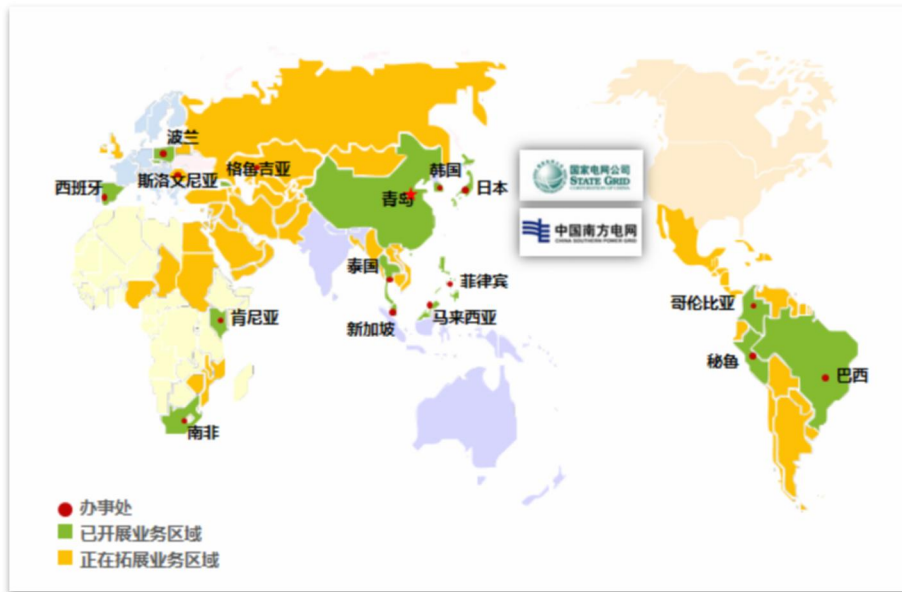 波兰
西班牙
斯洛文尼亚
格鲁吉亚
青岛
韩国
日本
国家电网公司
STATE GRID
中国南方电网
CHINA SOUTHERN POWER GRID
泰国
菲律宾
新加坡
马来西亚
肯尼亚
南非
哥伦比亚
秘鲁
巴西
办事处
已开展业务区域
正在拓展业务区域